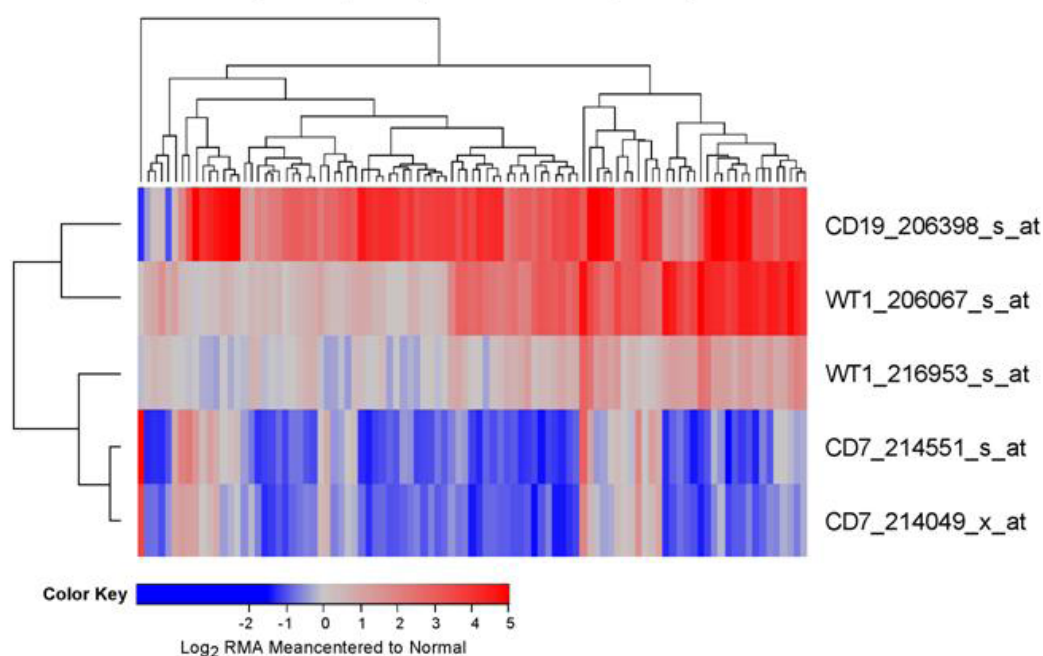 CD19_206398_s_at
WT1_206067_s_at
WT1_216953_s_at
CD7_214551_s_at
CD7_214049_x_at
Color Key
-2 -1 0 1 2 3 4 5
Log2 RMA Meancentered to Normal